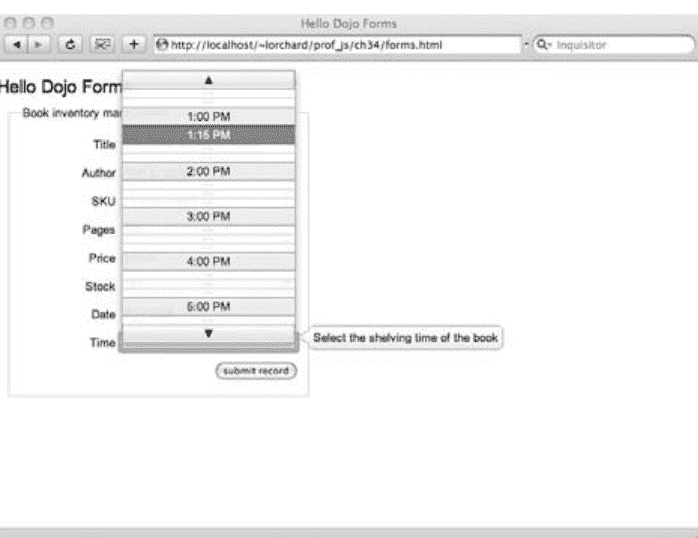 Hello Dojo Forms
http://localhost/~lorchard/prof_js/ch34/forms.html
Inquisitor
Hello Dojo Form
Book inventory ma
1:00 PM
1:15 PM
Title
Author
2:00 PM
SKU
3:00 PM
Pages
Price
4:00 PM
Stock
Date
5:00 PM
Time
Select the shelving time of the book
submit record